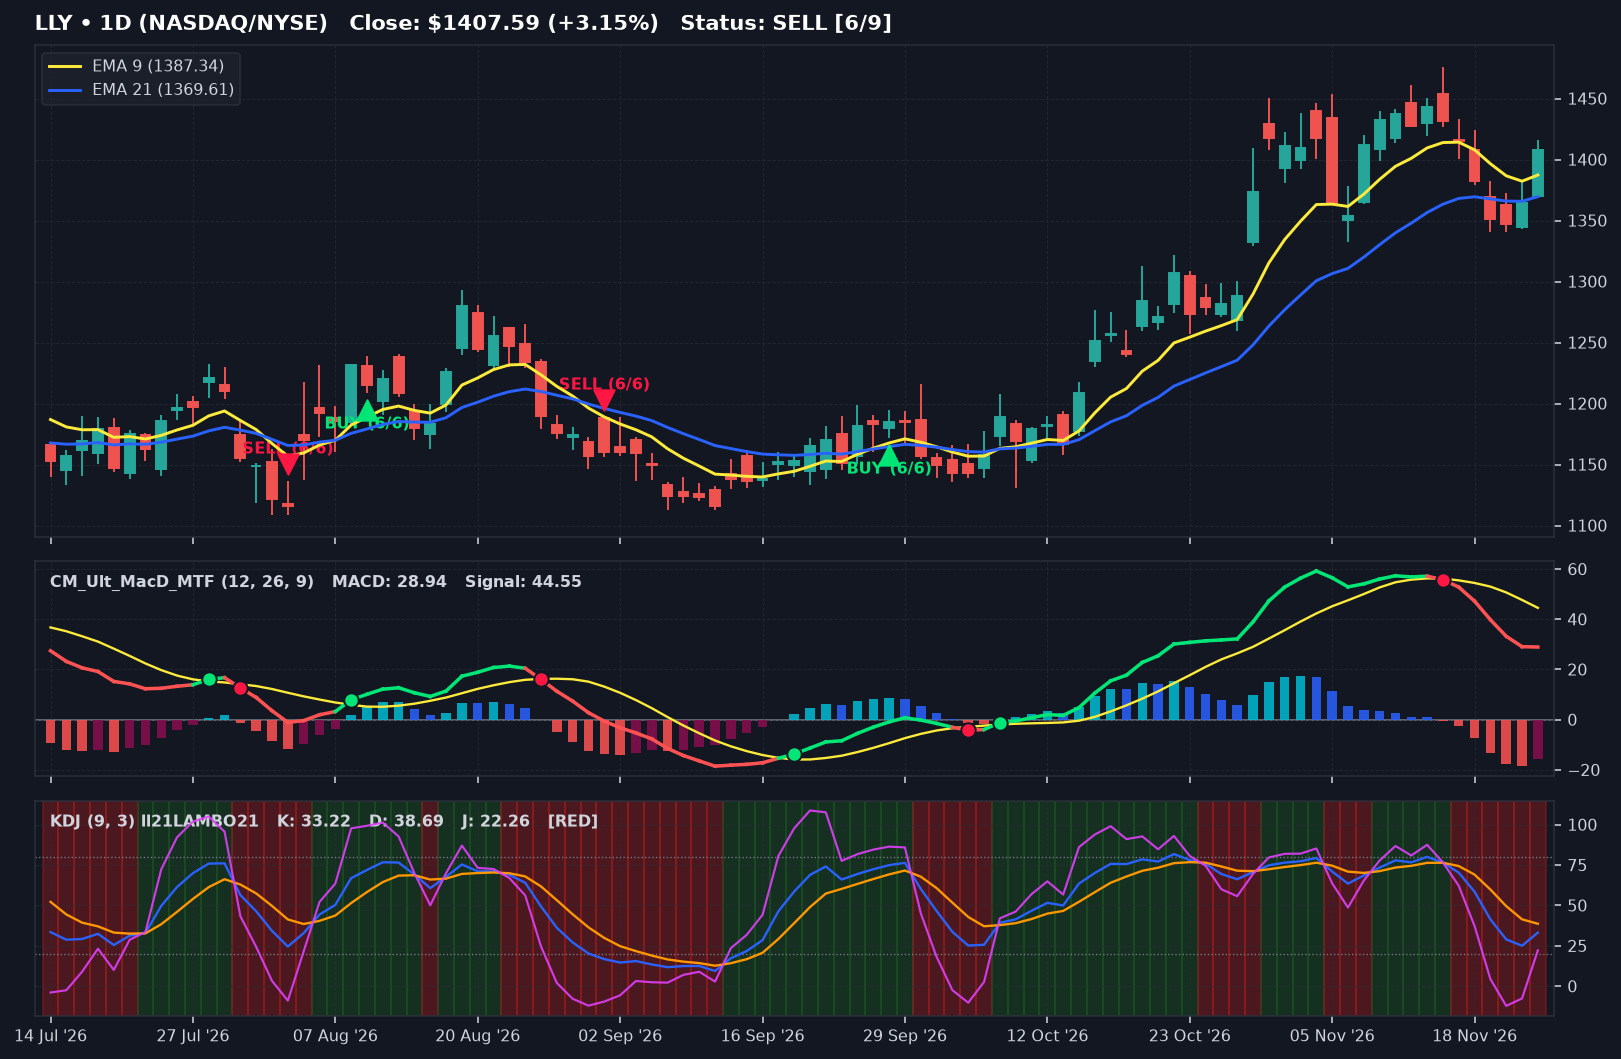 LLY • 1D (NASDAQ/NYSE)   Close: $1407.59 (+3.15%)   Status: SELL [6/9]
EMA 9 (1387.34)
EMA 21 (1369.61)
1450
1400
1350
1300
1250
1200
1150
1100
SELL (6/6)
BUY (6/6)
SELL (6/6)
BUY (6/6)
CM_Ult_MacD_MTF (12, 26, 9)   MACD: 28.94   Signal: 44.55
60
40
20
0
−20
KDJ (9, 3) II21LAMBO21   K: 33.22   D: 38.69   J: 22.26   [RED]
100
75
50
25
0
14 Jul '26
27 Jul '26
07 Aug '26
20 Aug '26
02 Sep '26
16 Sep '26
29 Sep '26
12 Oct '26
23 Oct '26
05 Nov '26
18 Nov '26